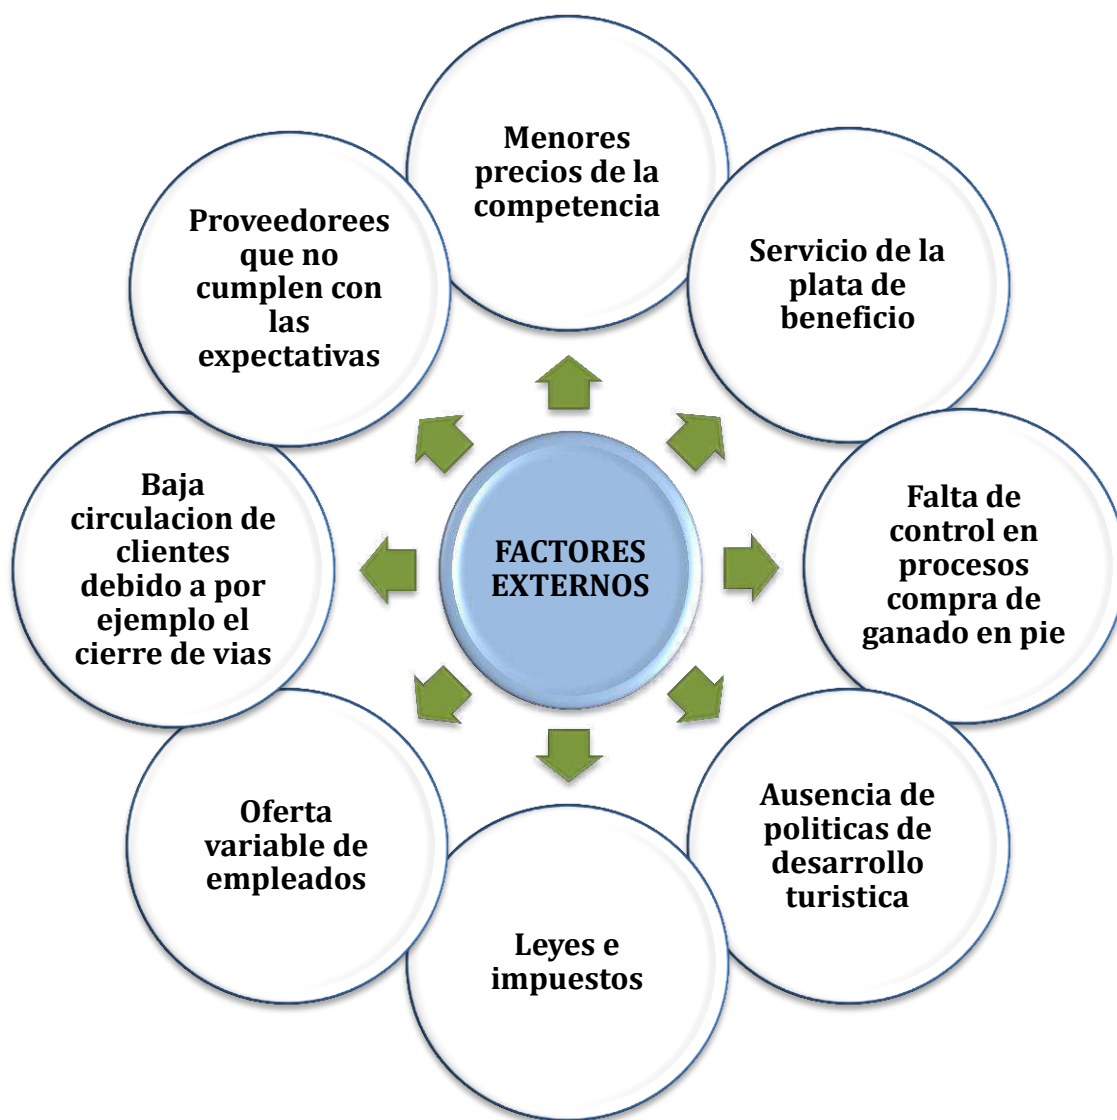 Menores
precios de la
competencia
Servicio de la
plata de
beneficio
Falta de
control en
procesos
compra de
ganado en pie
Ausencia de
politicas de
desarrollo
turistica
Leyes e
impuestos
Oferta
variable de
empleados
Baja
circulacion de
clientes
debido a por
ejemplo el
cierre de vias
Proveedorees
que no
cumplen con
las
expectativas
FACTORES
EXTERNOS